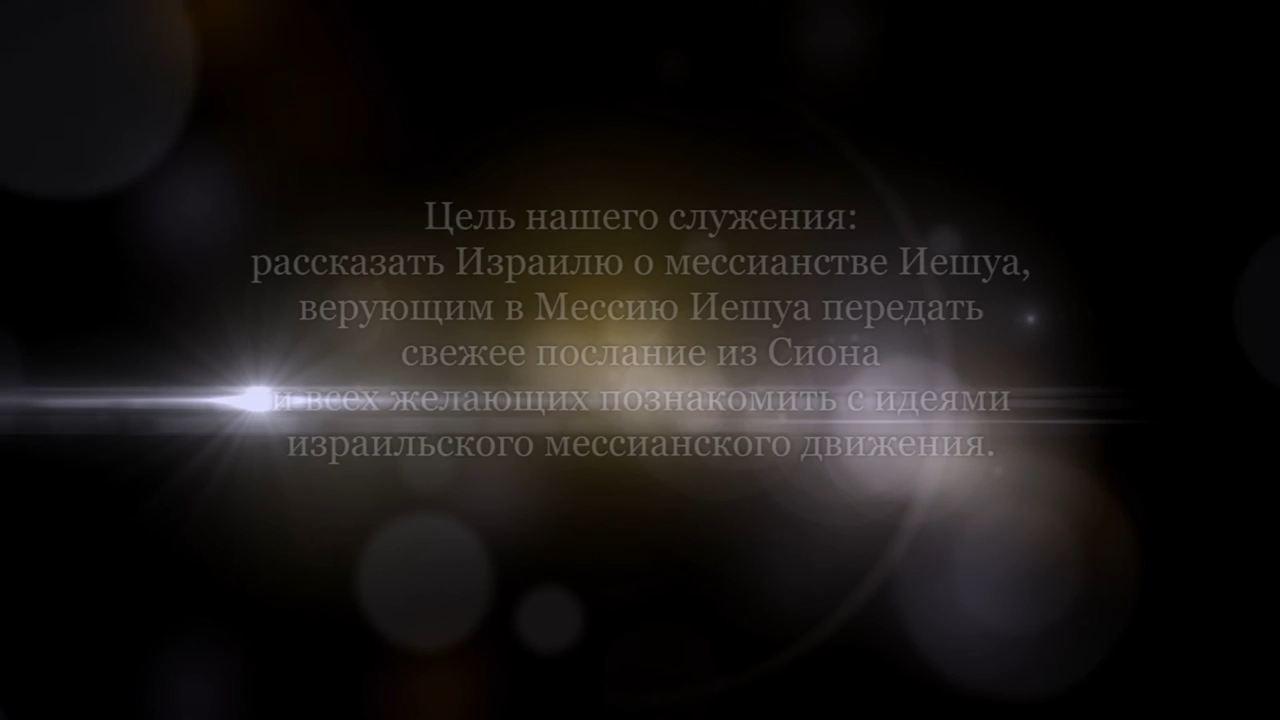 Цель нашего служения:
рассказать Израилю о мессианстве Иешуа,
верующим в Мессию Иешуа передать
свежее послание из Сиона
и всех желающих познакомить с идеями
израильского мессианского движения.